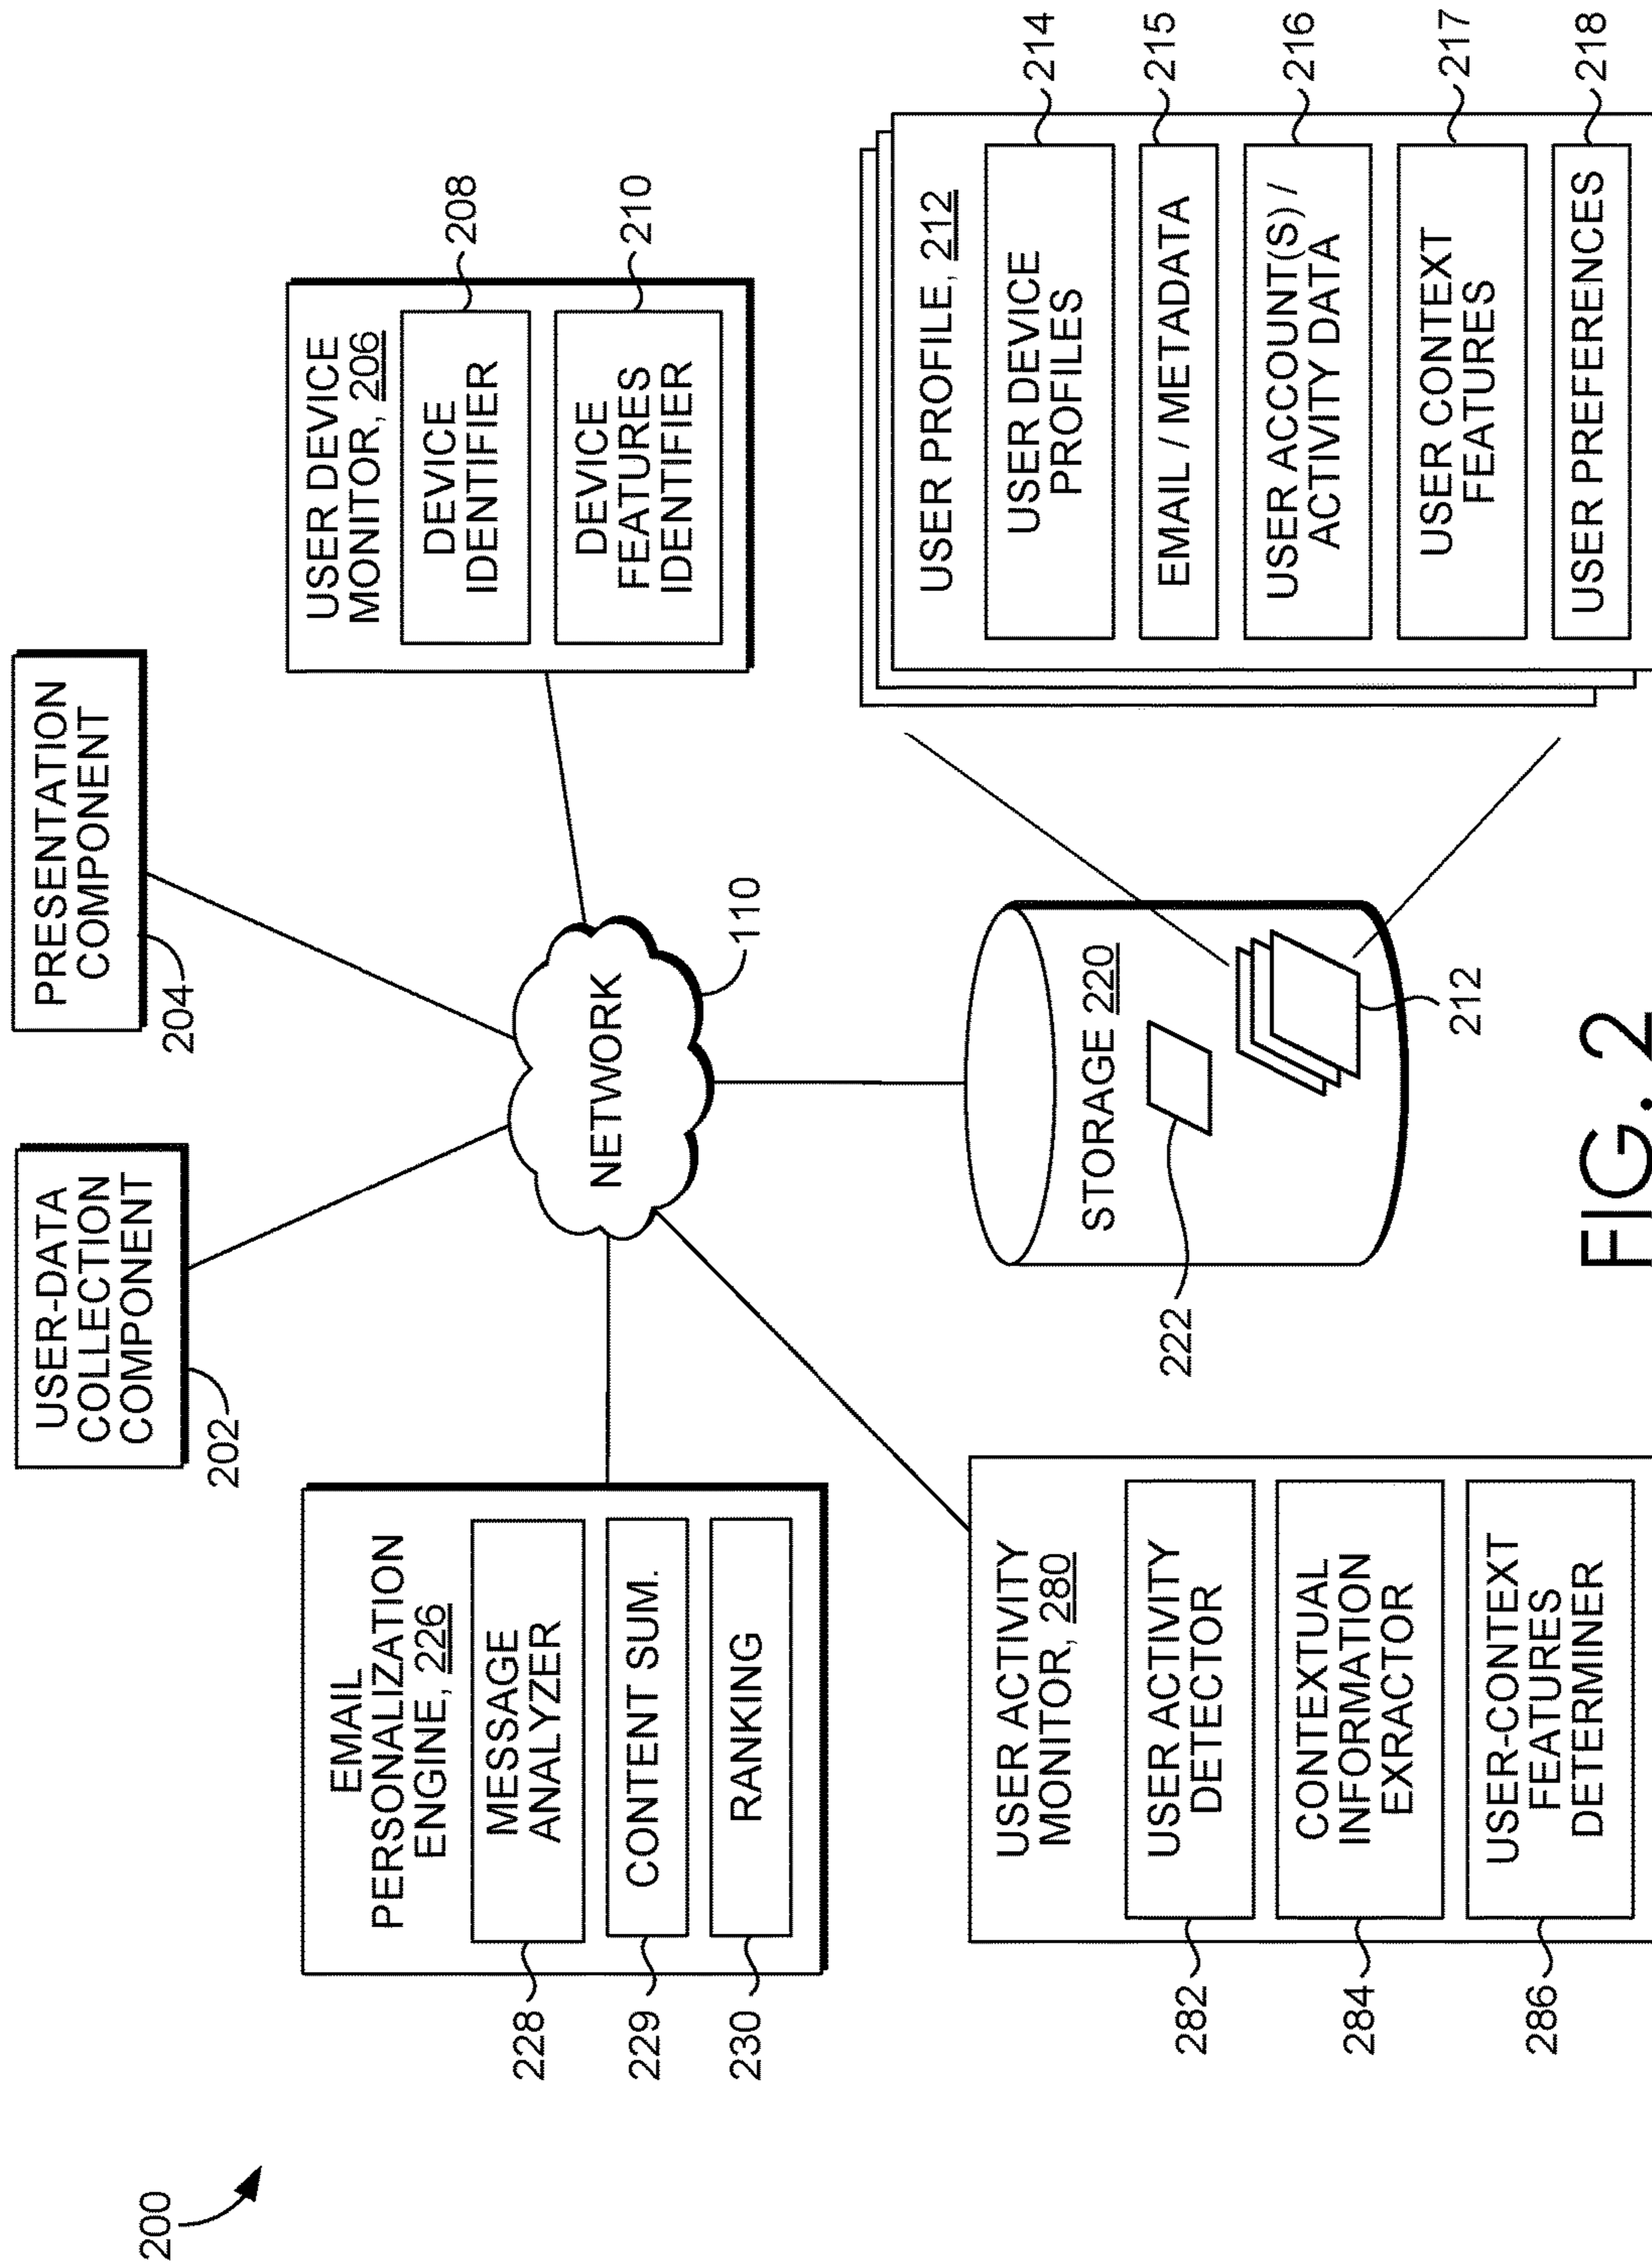 200
USER-DATA
COLLECTION
COMPONENT
202
PRESENTATION
COMPONENT
204
EMAIL
PERSONALIZATION
ENGINE, 226
MESSAGE
ANALYZER
228
CONTENT SUM.
229
RANKING
230
NETWORK
110
USER DEVICE
MONITOR, 206
DEVICE
IDENTIFIER
208
DEVICE
FEATURES
IDENTIFIER
210
USER ACTIVITY
MONITOR, 280
USER ACTIVITY
DETECTOR
282
CONTEXTUAL
INFORMATION
EXRACTOR
284
USER-CONTEXT
FEATURES
DETERMINER
286
STORAGE 220
222
212
USER PROFILE, 212
USER DEVICE
PROFILES
214
EMAIL / METADATA
215
USER ACCOUNT(S) /
ACTIVITY DATA
216
USER CONTEXT
FEATURES
217
USER PREFERENCES
218
FIG. 2